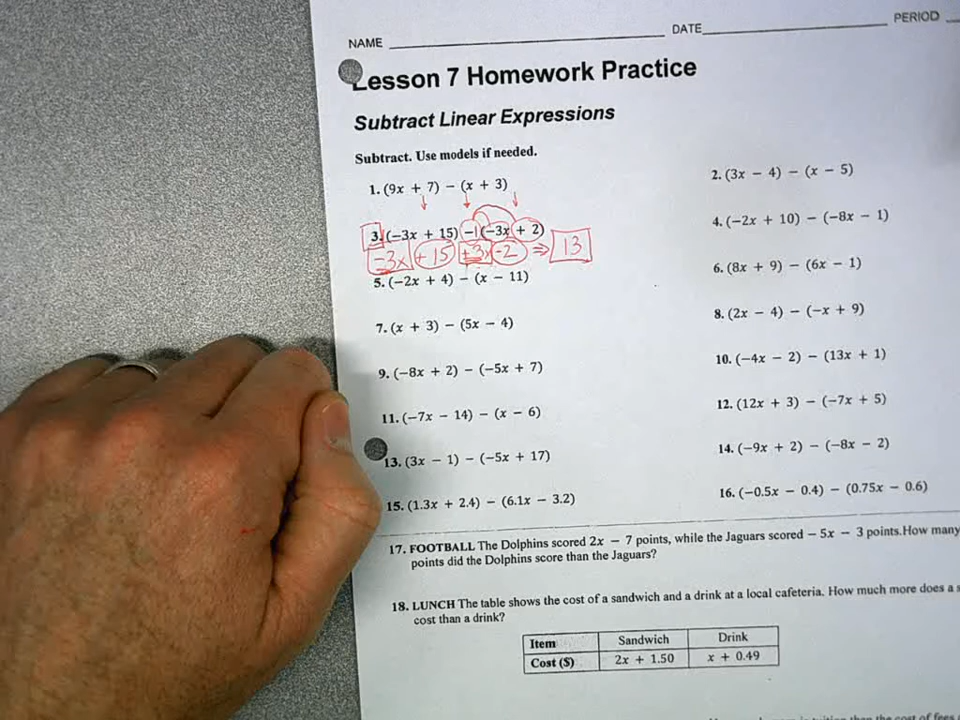 NAME ____ DATE ____ PERIOD ____
Lesson 7 Homework Practice
Subtract Linear Expressions
Subtract. Use models if needed.
1. (9x + 7) − (x + 3)
2. (3x − 4) − (x − 5)
3. (−3x + 15) −1(−3x + 2)
−3x + 15 +3x −2 ⇒ 13
4. (−2x + 10) − (−8x − 1)
5. (−2x + 4) − (x − 11)
6. (8x + 9) − (6x − 1)
7. (x + 3) − (5x − 4)
8. (2x − 4) − (−x + 9)
9. (−8x + 2) − (−5x + 7)
10. (−4x − 2) − (13x + 1)
11. (−7x − 14) − (x − 6)
12. (12x + 3) − (−7x + 5)
13. (3x − 1) − (−5x + 17)
14. (−9x + 2) − (−8x − 2)
15. (1.3x + 2.4) − (6.1x − 3.2)
16. (−0.5x − 0.4) − (0.75x − 0.6)
17. FOOTBALL The Dolphins scored 2x − 7 points, while the Jaguars scored − 5x − 3 points.How many
points did the Dolphins score than the Jaguars?
18. LUNCH The table shows the cost of a sandwich and a drink at a local cafeteria. How much more does a
cost than a drink?
Item Sandwich Drink
Cost ($) 2x + 1.50 x + 0.49